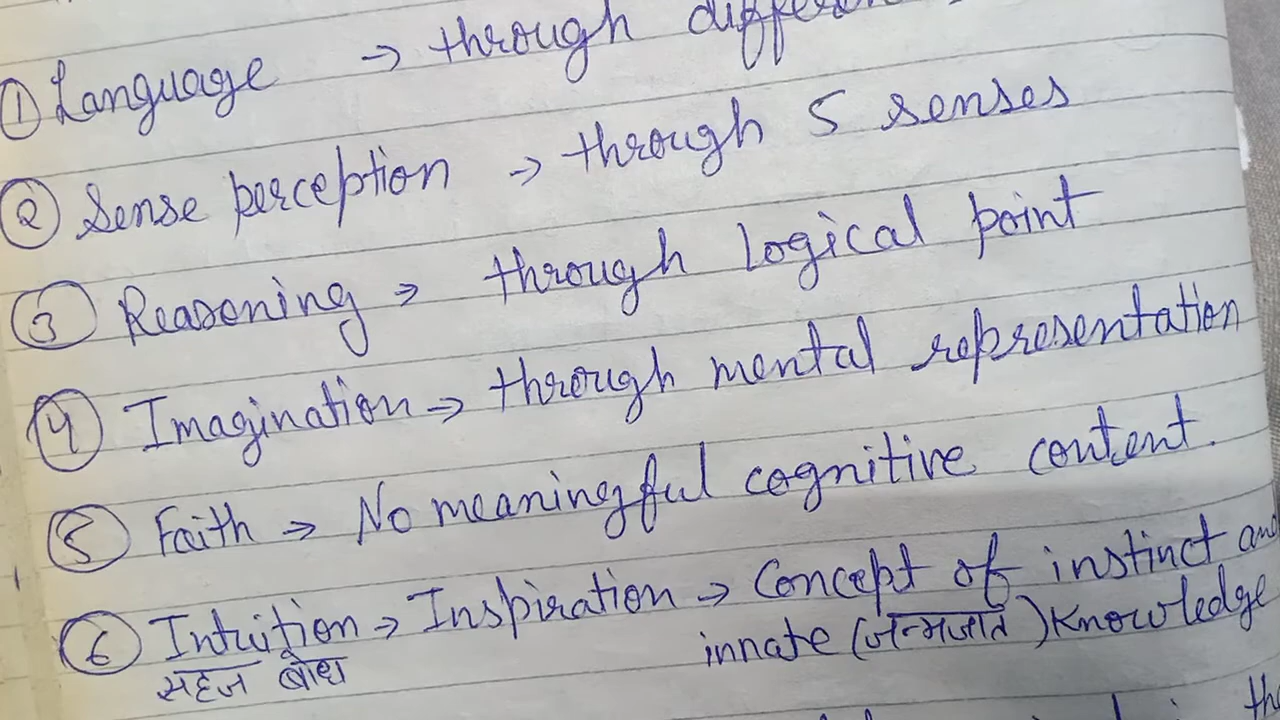 ① Language → through different
② Sense perception → through 5 senses
③ Reasoning → through logical point
④ Imagination → through mental representation
⑤ Faith → No meaningful cognitive content.
⑥ Intuition → Inspiration → Concept of instinct and
सहज बोध innate (जन्मजात) Knowledge